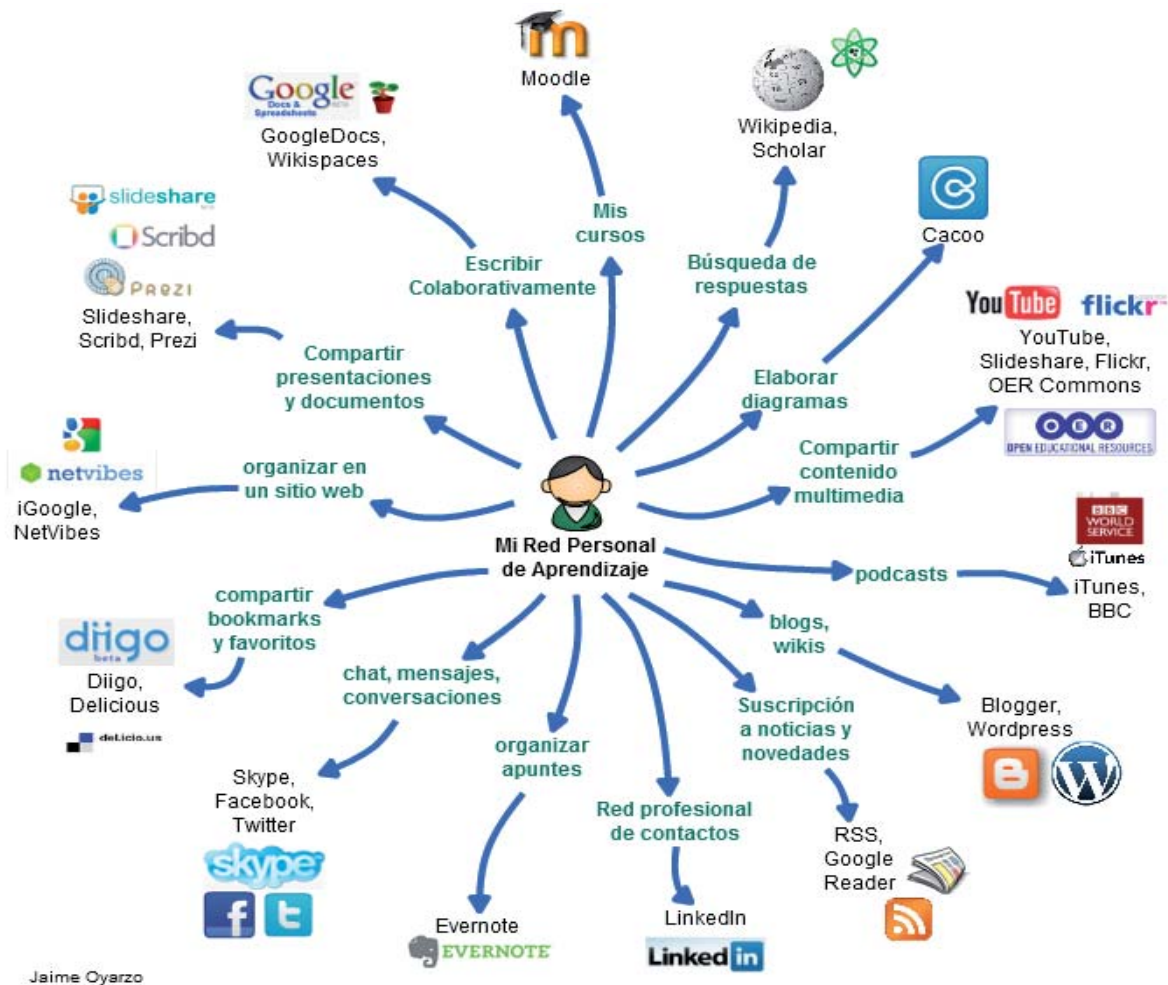 Moodle
Google
Docs &
Spreadsheets
BETA
GoogleDocs,
Wikispaces
Wikipedia,
Scholar
Cacoo
slideshare
Scribd
PREZI
Slideshare,
Scribd, Prezi
Mis
cursos
Escribir
Colaborativamente
Búsqueda de
respuestas
YouTube
flickr
YouTube,
Slideshare, Flickr,
OER Commons
OER
OPEN EDUCATIONAL RESOURCES
Compartir
presentaciones
y documentos
Elaborar
diagramas
Compartir
contenido
multimedia
netvibes
iGoogle,
NetVibes
organizar en
un sitio web
Mi Red Personal
de Aprendizaje
BBC
WORLD
SERVICE
iTunes
iTunes,
BBC
podcasts
compartir
bookmarks
y favoritos
diigo
beta
Diigo,
Delicious
del.icio.us
chat, mensajes,
conversaciones
blogs,
wikis
Suscripción
a noticias y
novedades
Blogger,
Wordpress
organizar
apuntes
Skype,
Facebook,
Twitter
skype
Red profesional
de contactos
RSS,
Google
Reader
Evernote
EVERNOTE
LinkedIn
Linked in
Jaime Oyarzo